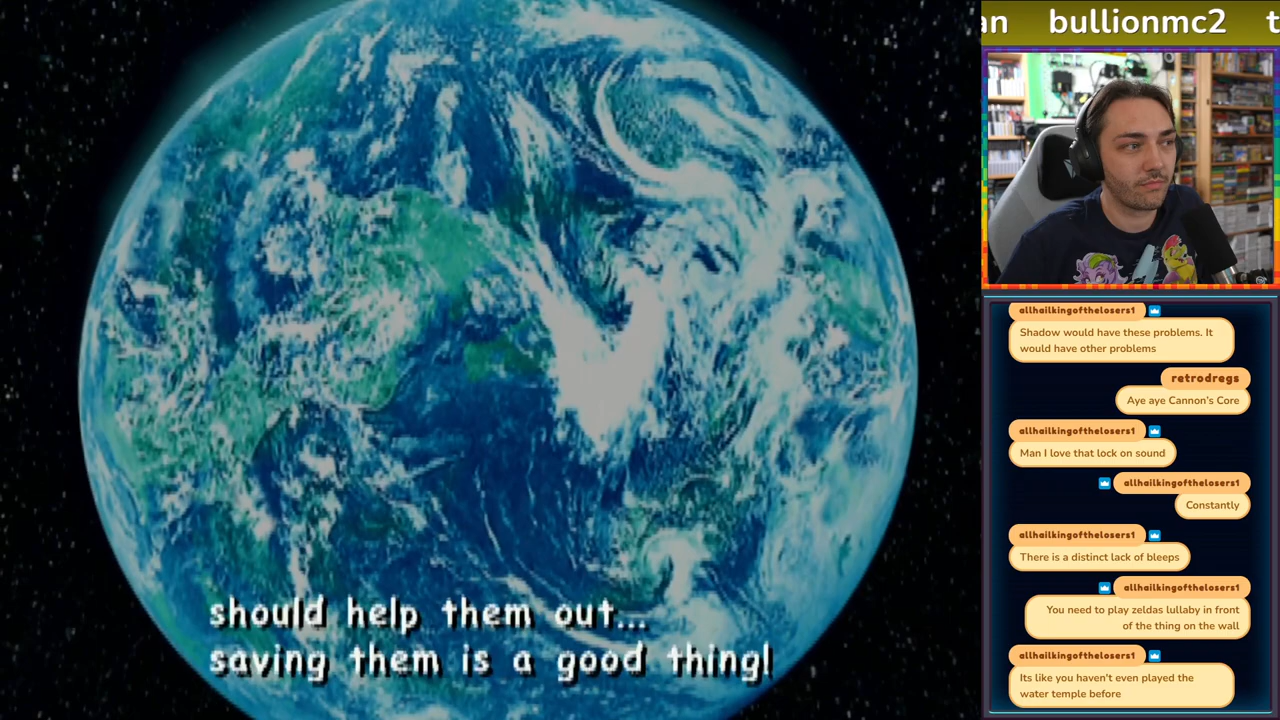 an bullionmc2 t
allhailkingofthelosers1
Shadow would have these problems. It
would have other problems
retrodregs
Aye aye Cannon's Core
allhailkingofthelosers1
Man I love that lock on sound
allhailkingofthelosers1
Constantly
allhailkingofthelosers1
There is a distinct lack of bleeps
allhailkingofthelosers1
You need to play zeldas lullaby in front
of the thing on the wall
allhailkingofthelosers1
Its like you haven't even played the
water temple before
should help them out...
saving them is a good thing!